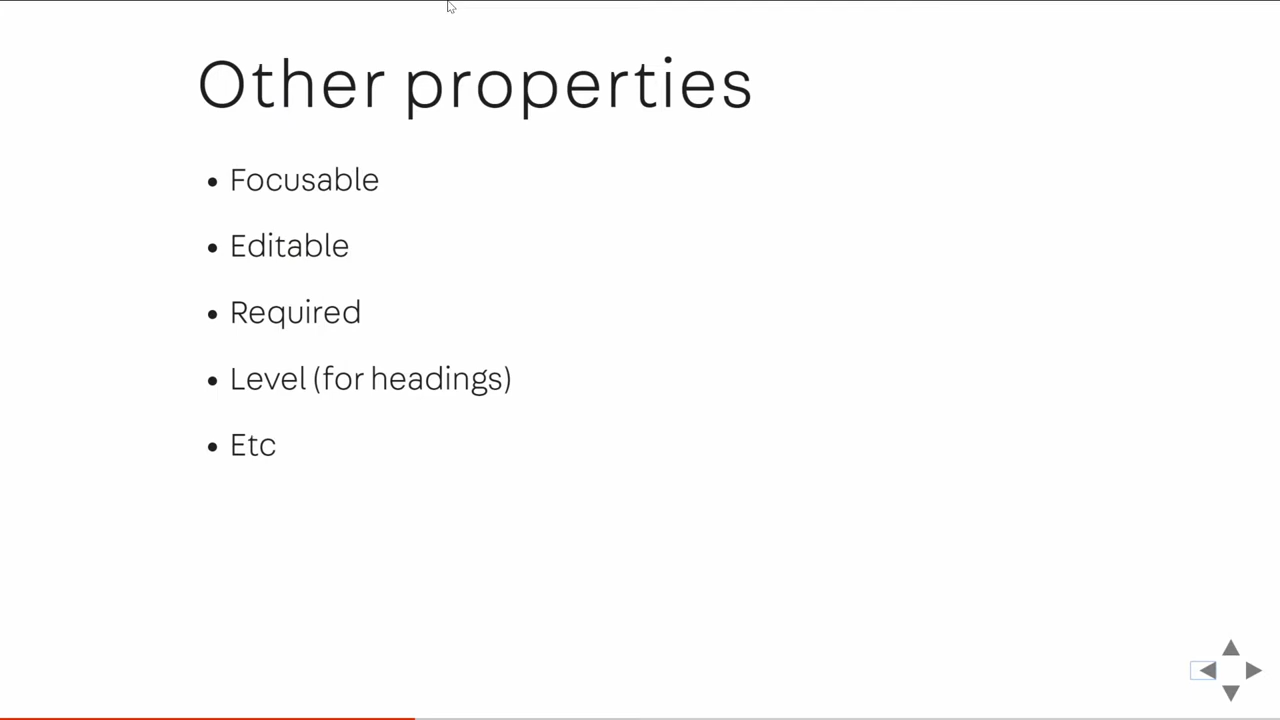 Other properties
Focusable
Editable
Required
Level (for headings)
Etc